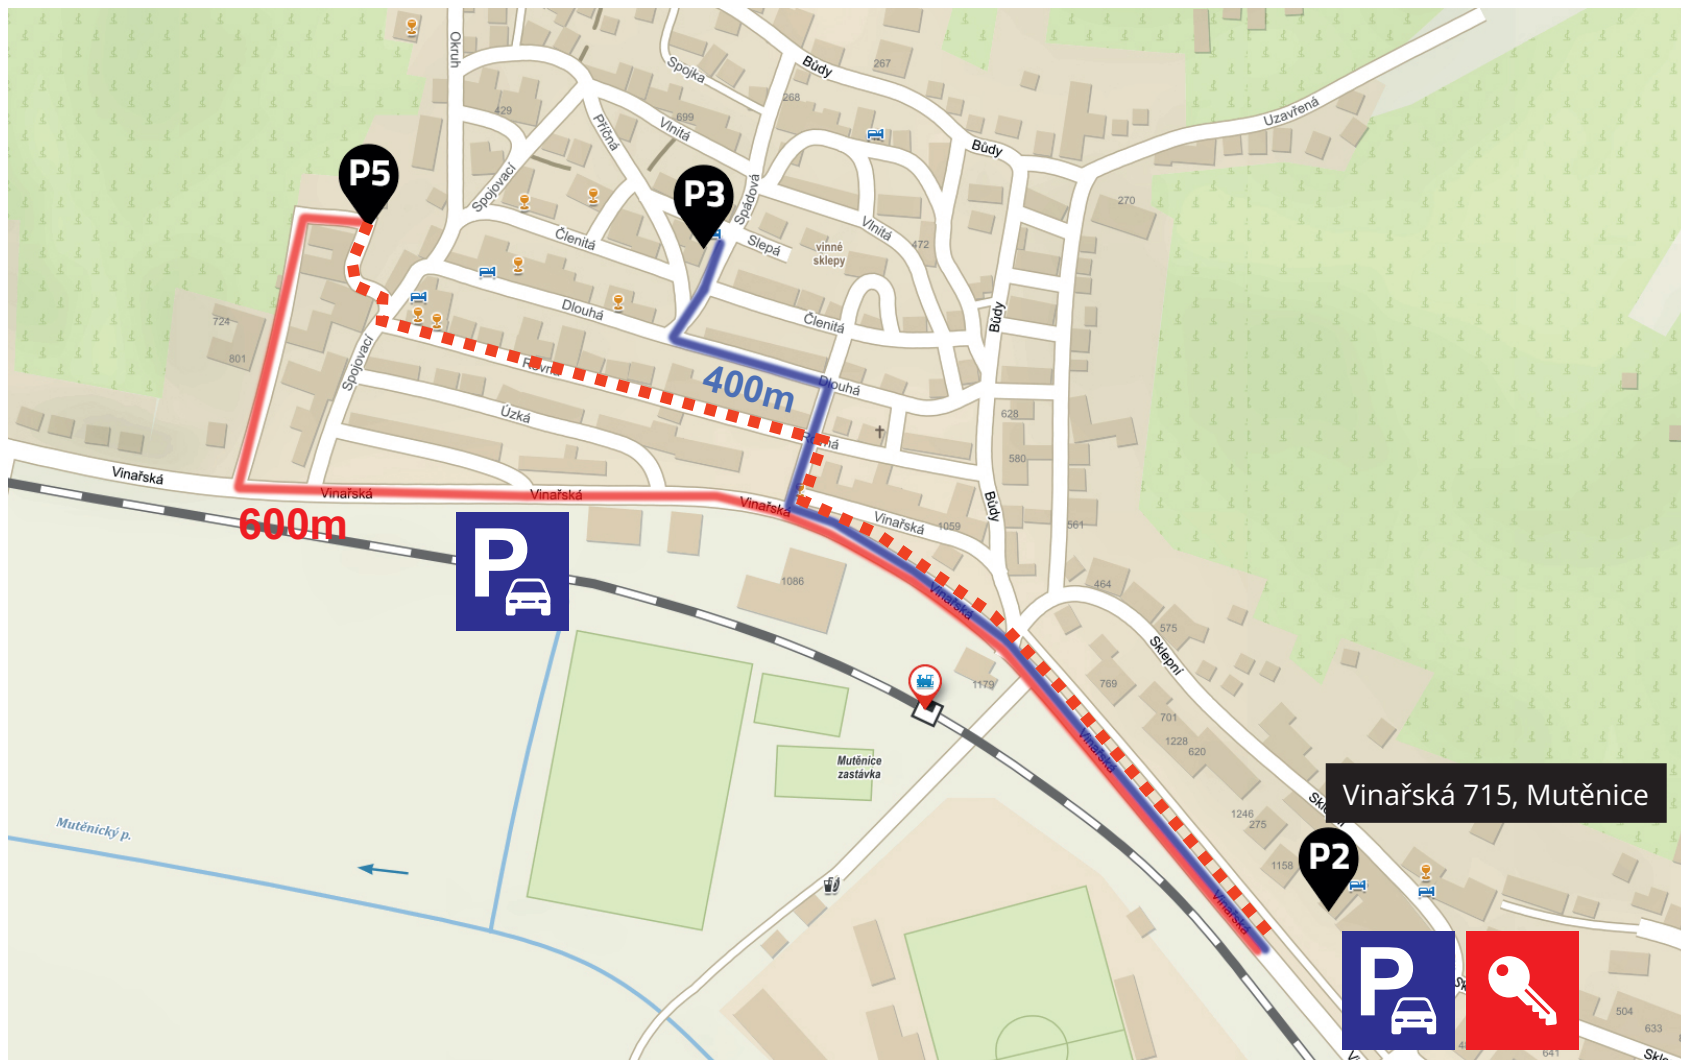 Okruh
Spojka
Bůdy
267
268
429
699
Vlnitá
Příčná
Uzavřená
Bůdy
P5
P3
Spojovací
Spádová
270
Členitá
Slepá
vinné
sklepy
Vlnitá
472
Dlouhá
Členitá
Bůdy
724
801
Spojovací
400m
Dlouhá
Úzká
628
580
Vinařská
Vinařská
Vinařská
Vinařská
Vinařská
1059
Bůdy
561
600m
P
1086
Vinařská
464
575
Sklepní
1179
769
701
1228
620
Vinařská
Mutěnice
zastávka
Vinařská 715, Mutěnice
1246
275
1158
P2
Mutěnický p.
Vinařská
P
504
633
641